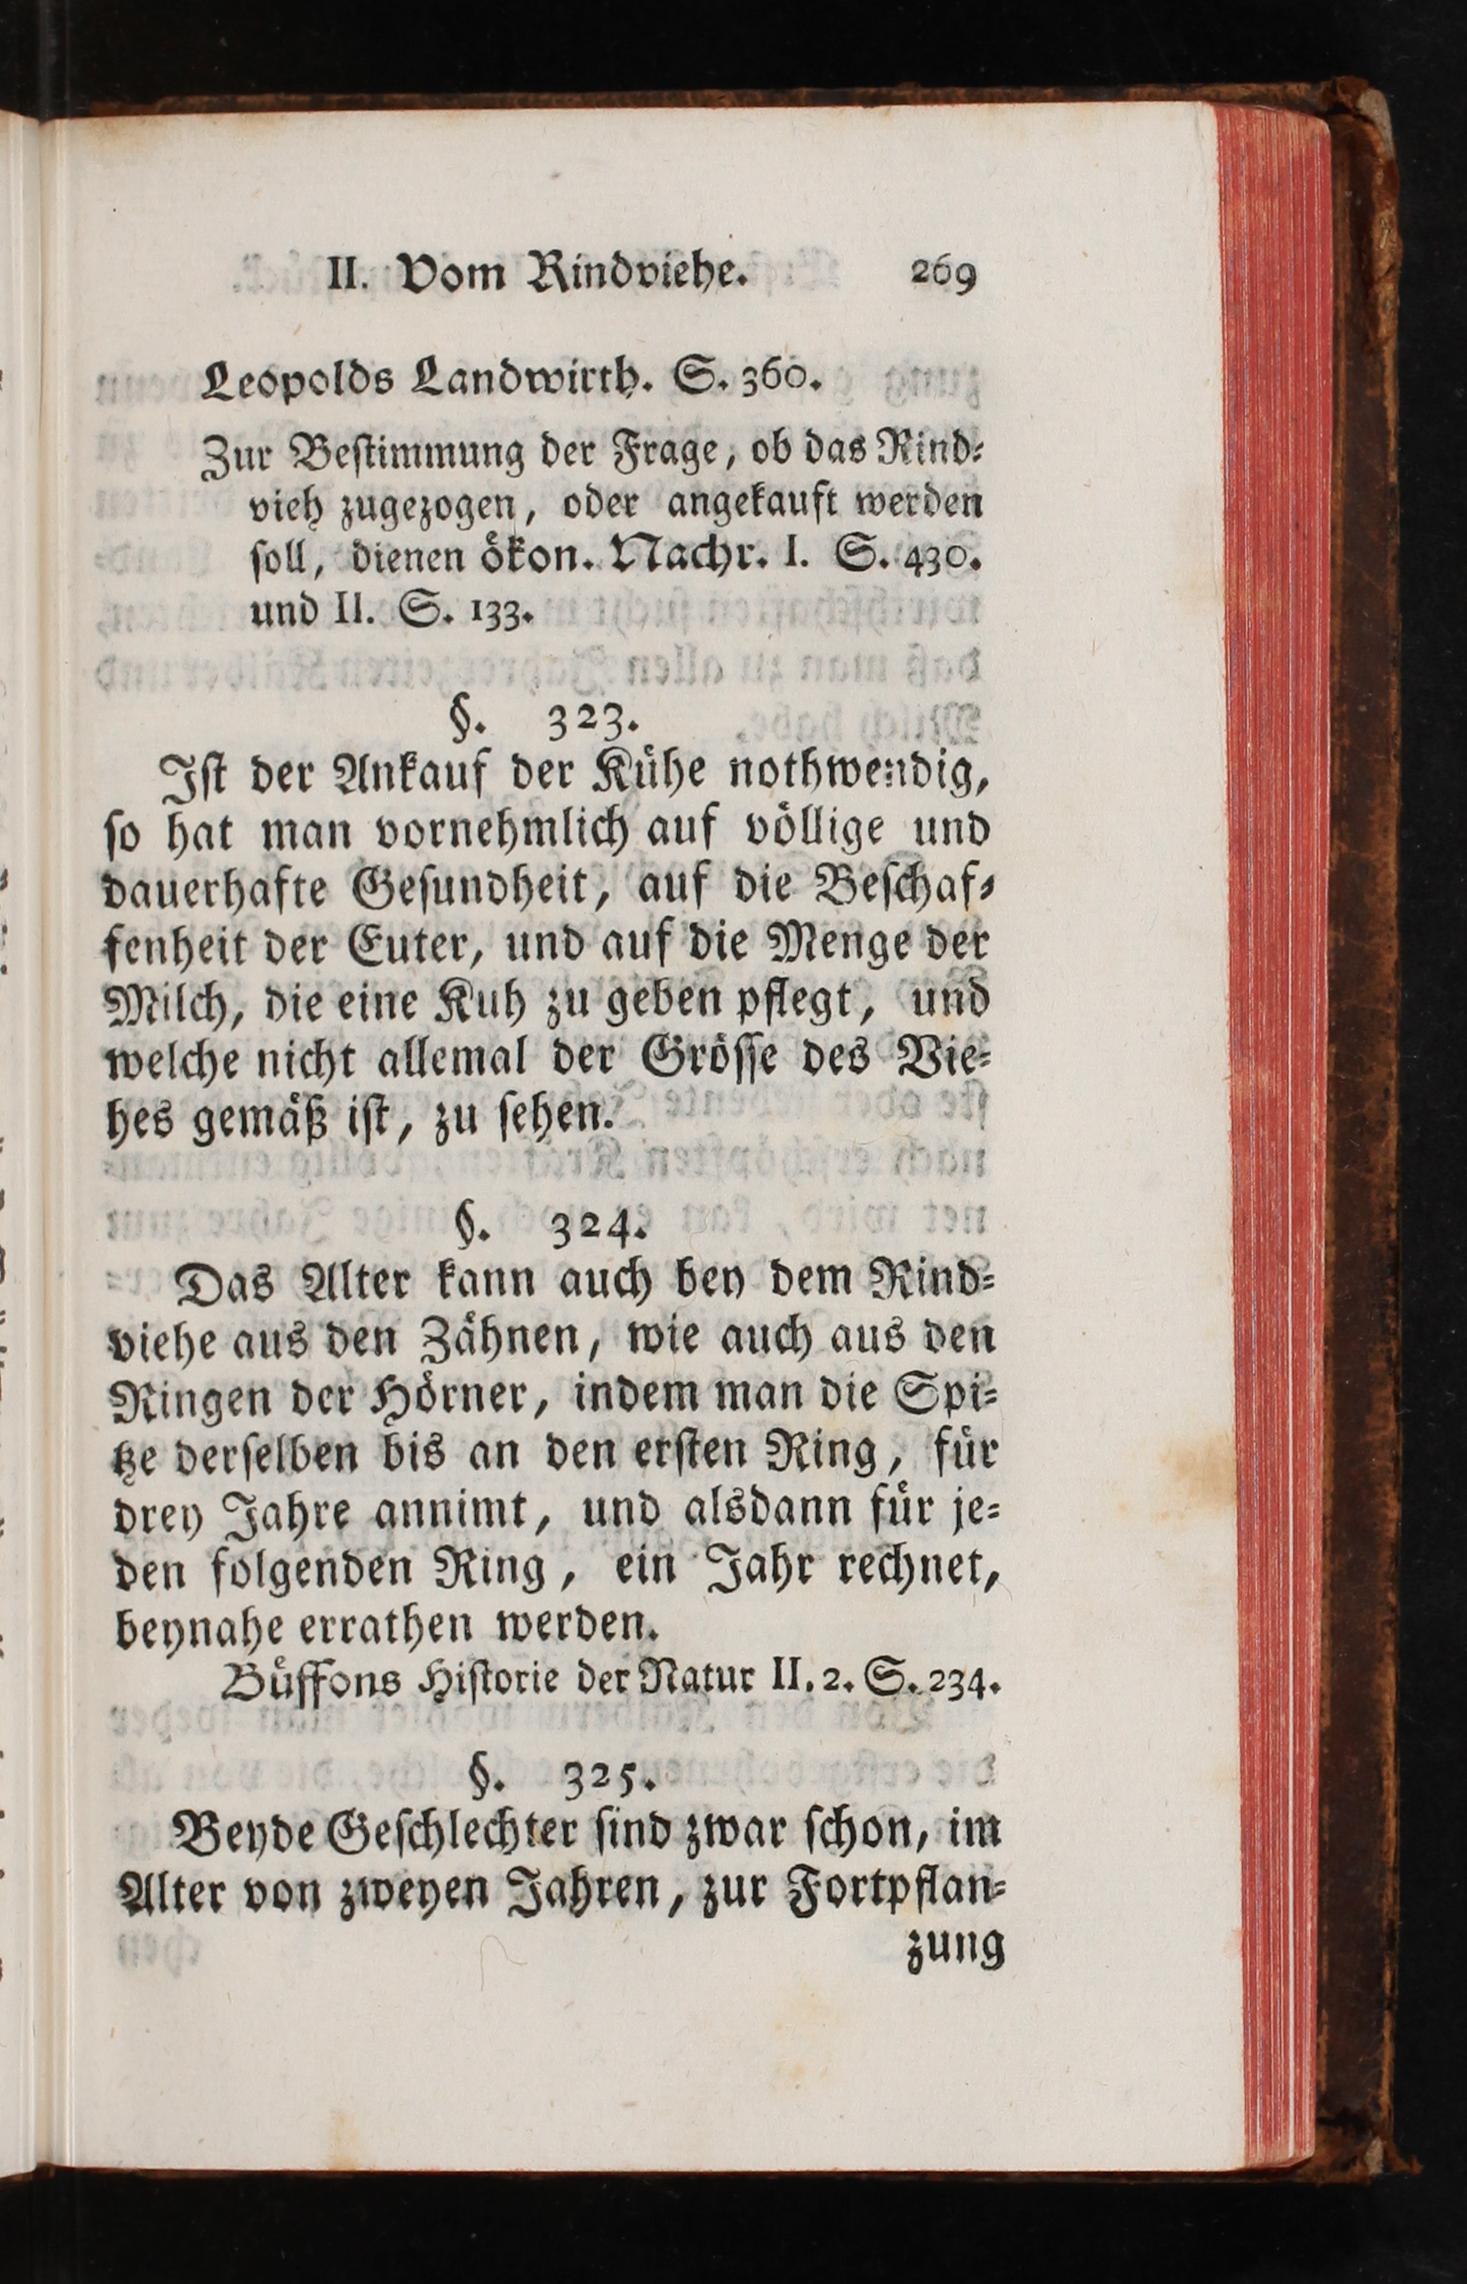 II. Vom Rindviehe. 269
Leopolds Landwirth. S. 360.
Zur Beſtimmung der Frage, ob das Rind⸗
vieh zugezogen, oder angekauft werden
ſoll, dienen ökon. Nachr. I. S. 430.
und II. S. 133.
§. 323.
Iſt der Ankauf der Kühe nothwendig,
ſo hat man vornehmlich auf völlige und
dauerhafte Geſundheit, auf die Beſchaf⸗
fenheit der Euter, und auf die Menge der
Milch, die eine Kuh zu geben pflegt, und
welche nicht allemal der Gröſſe des Vie⸗
hes gemäß iſt, zu ſehen.
§. 324.
Das Alter kann auch bey dem Rind⸗
viehe aus den Zähnen, wie auch aus den
Ringen der Hörner, indem man die Spi⸗
tze derſelben bis an den erſten Ring, für
drey Jahre annimt, und alsdann für je⸗
den folgenden Ring, ein Jahr rechnet,
beynahe errathen werden.
Büffons Hiſtorie der Natur II. 2. S. 234.
§. 325.
Beyde Geſchlechter ſind zwar ſchon, im
Alter von zweyen Jahren, zur Fortpflan⸗
zung